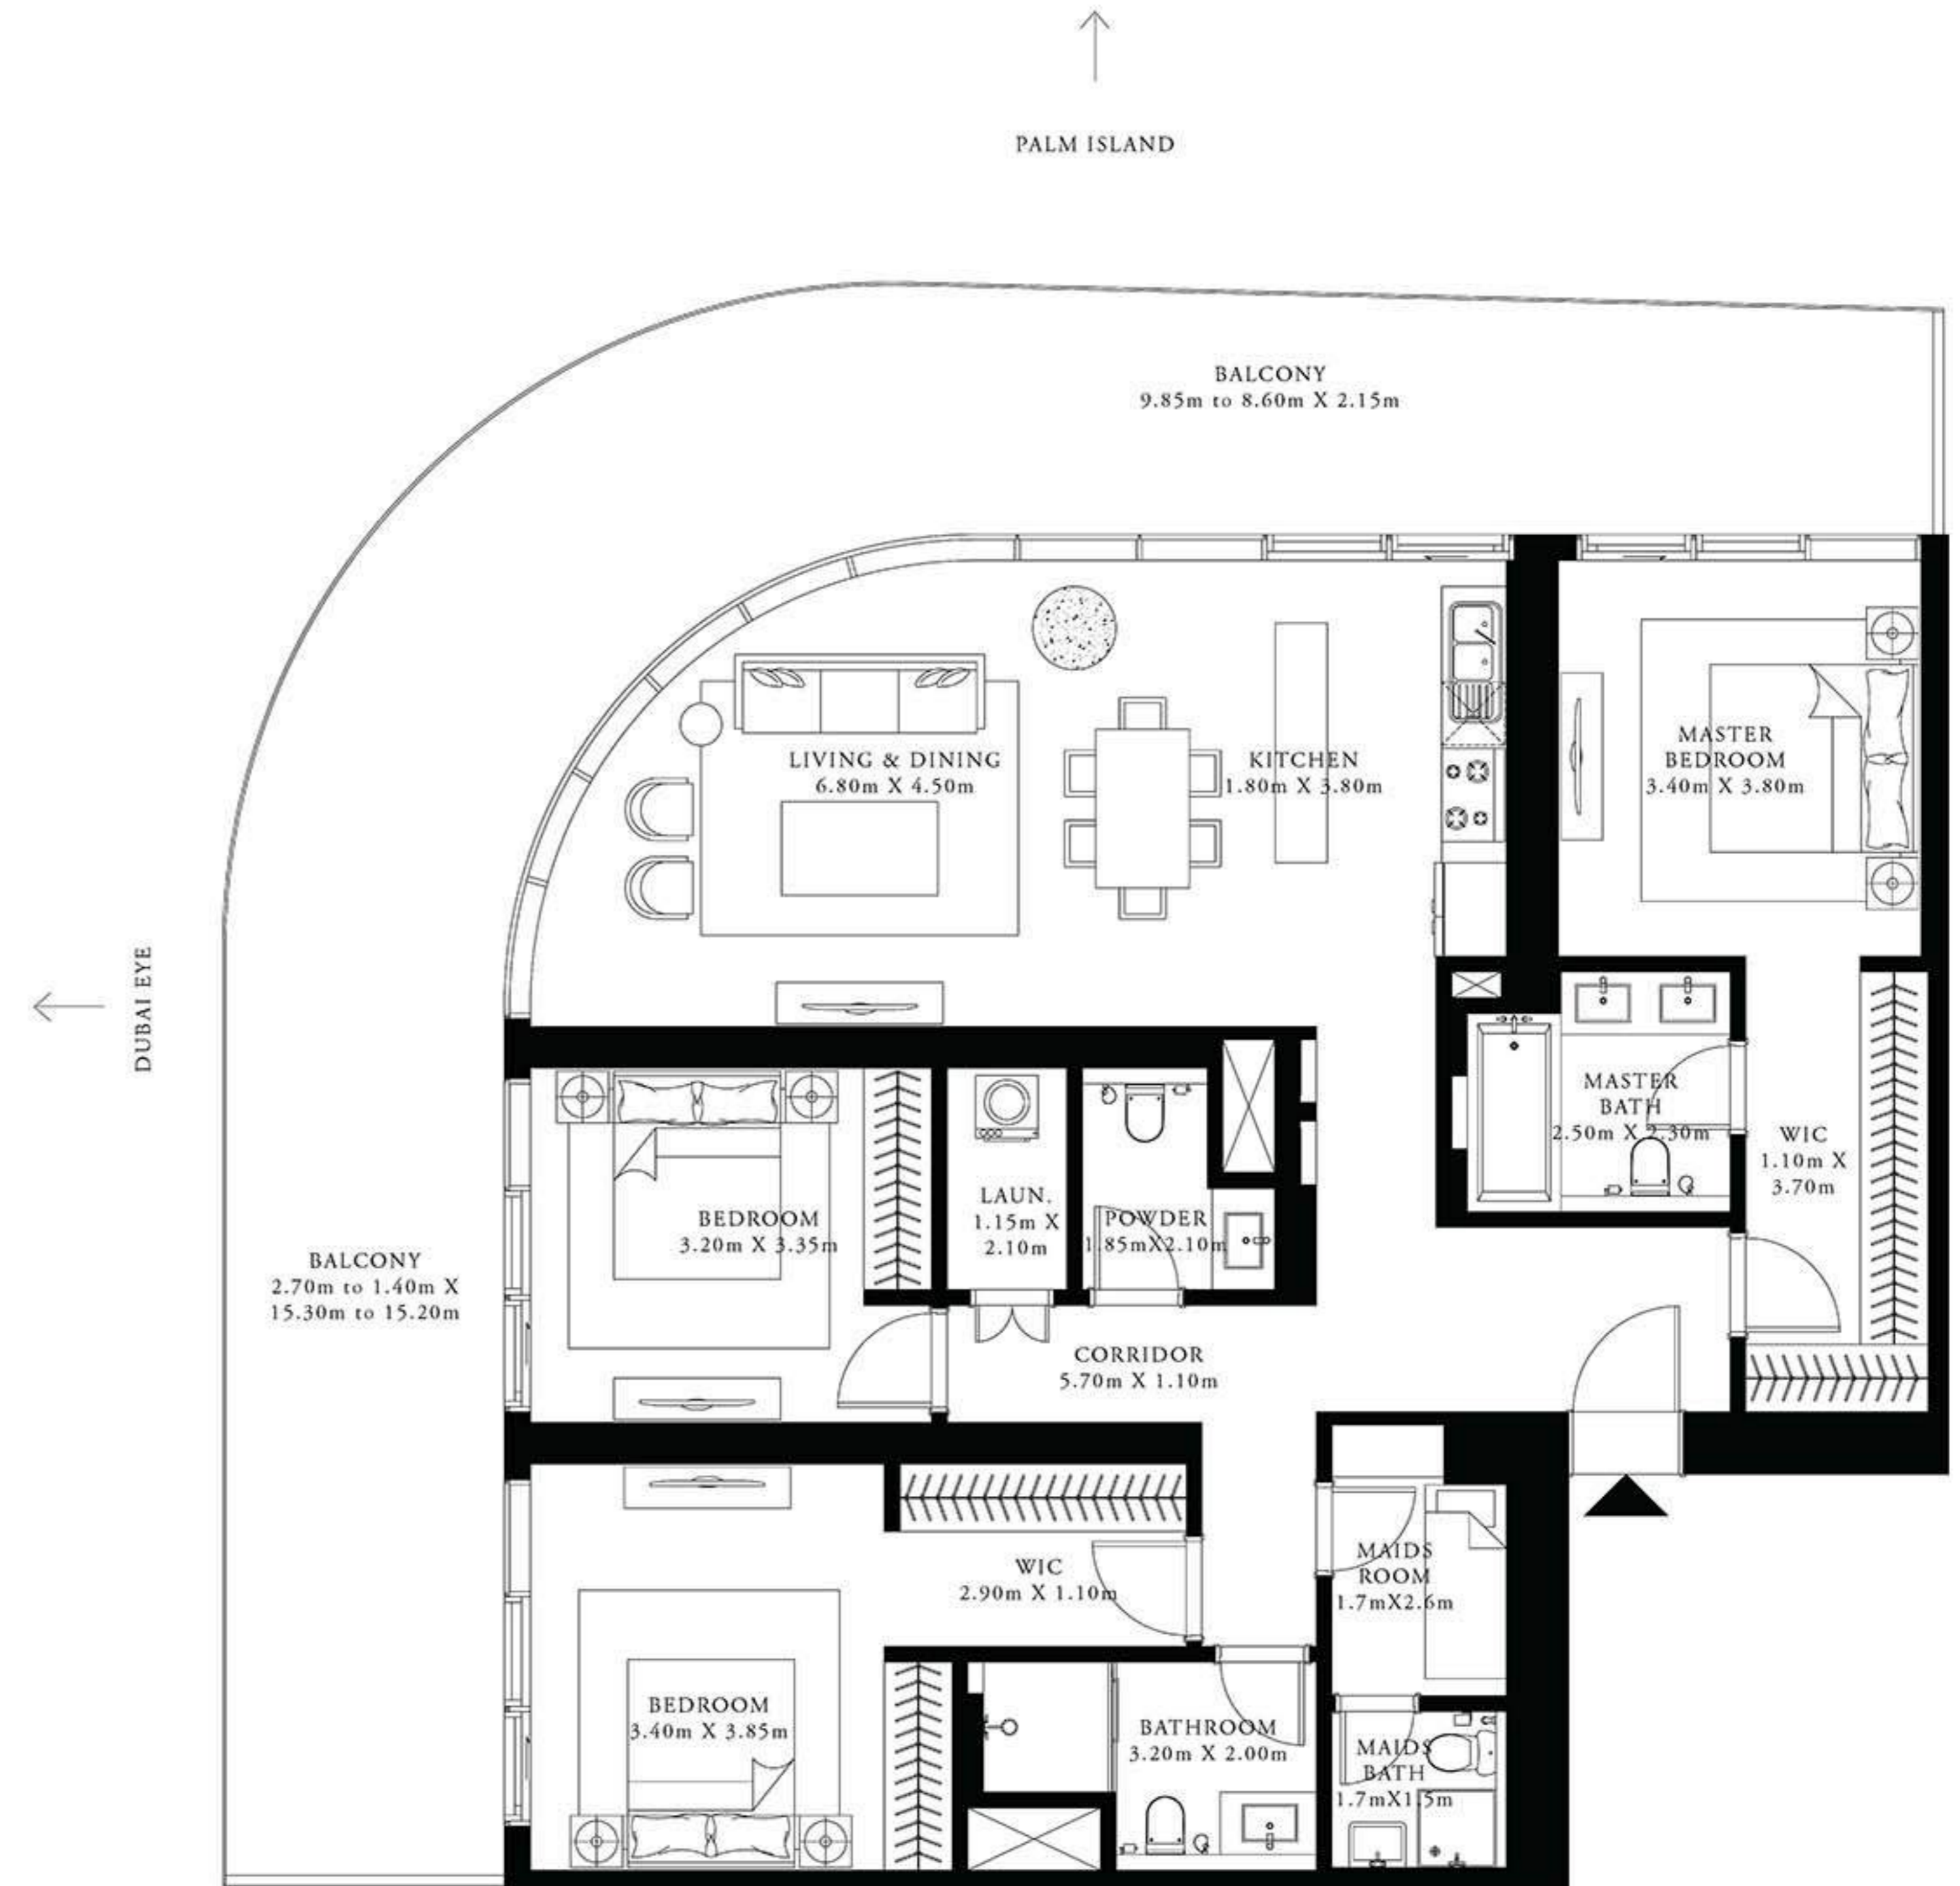 PALM ISLAND
BALCONY
9.85m to 8.60m X 2.15m
LIVING & DINING
6.80m X 4.50m
KITCHEN
1.80m X 3.80m
MASTER
BEDROOM
3.40m X 3.80m
DUBAI EYE
MASTER
BATH
2.50m X 2.30m
WIC
1.10m X
3.70m
BEDROOM
3.20m X 3.35m
LAUN.
1.15m X
2.10m
POWDER
1.85mX2.10m
BALCONY
2.70m to 1.40m X
15.30m to 15.20m
CORRIDOR
5.70m X 1.10m
WIC
2.90m X 1.10m
MAIDS
ROOM
1.7mX2.6m
BEDROOM
3.40m X 3.85m
BATHROOM
3.20m X 2.00m
MAIDS
BATH
1.7mX1.5m